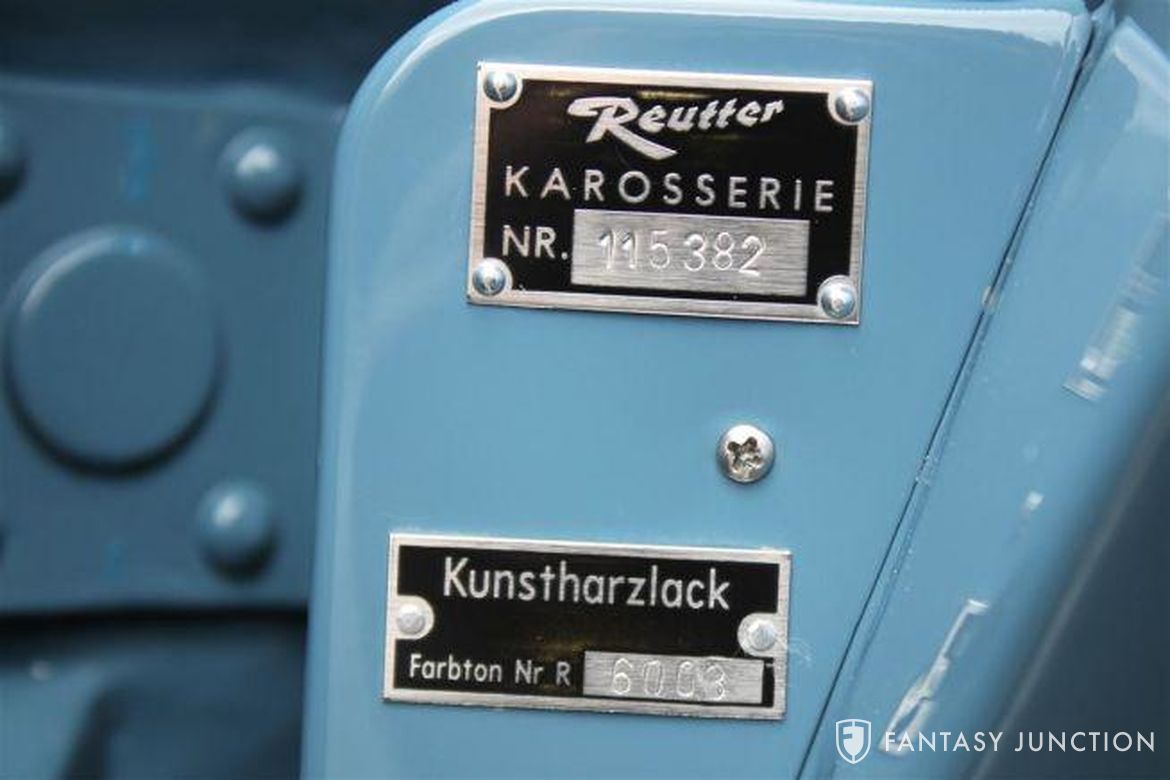 Reutter
KAROSSERIE
NR. 115382
Kunstharzlack
Farbton Nr R 6003
FANTASY JUNCTION